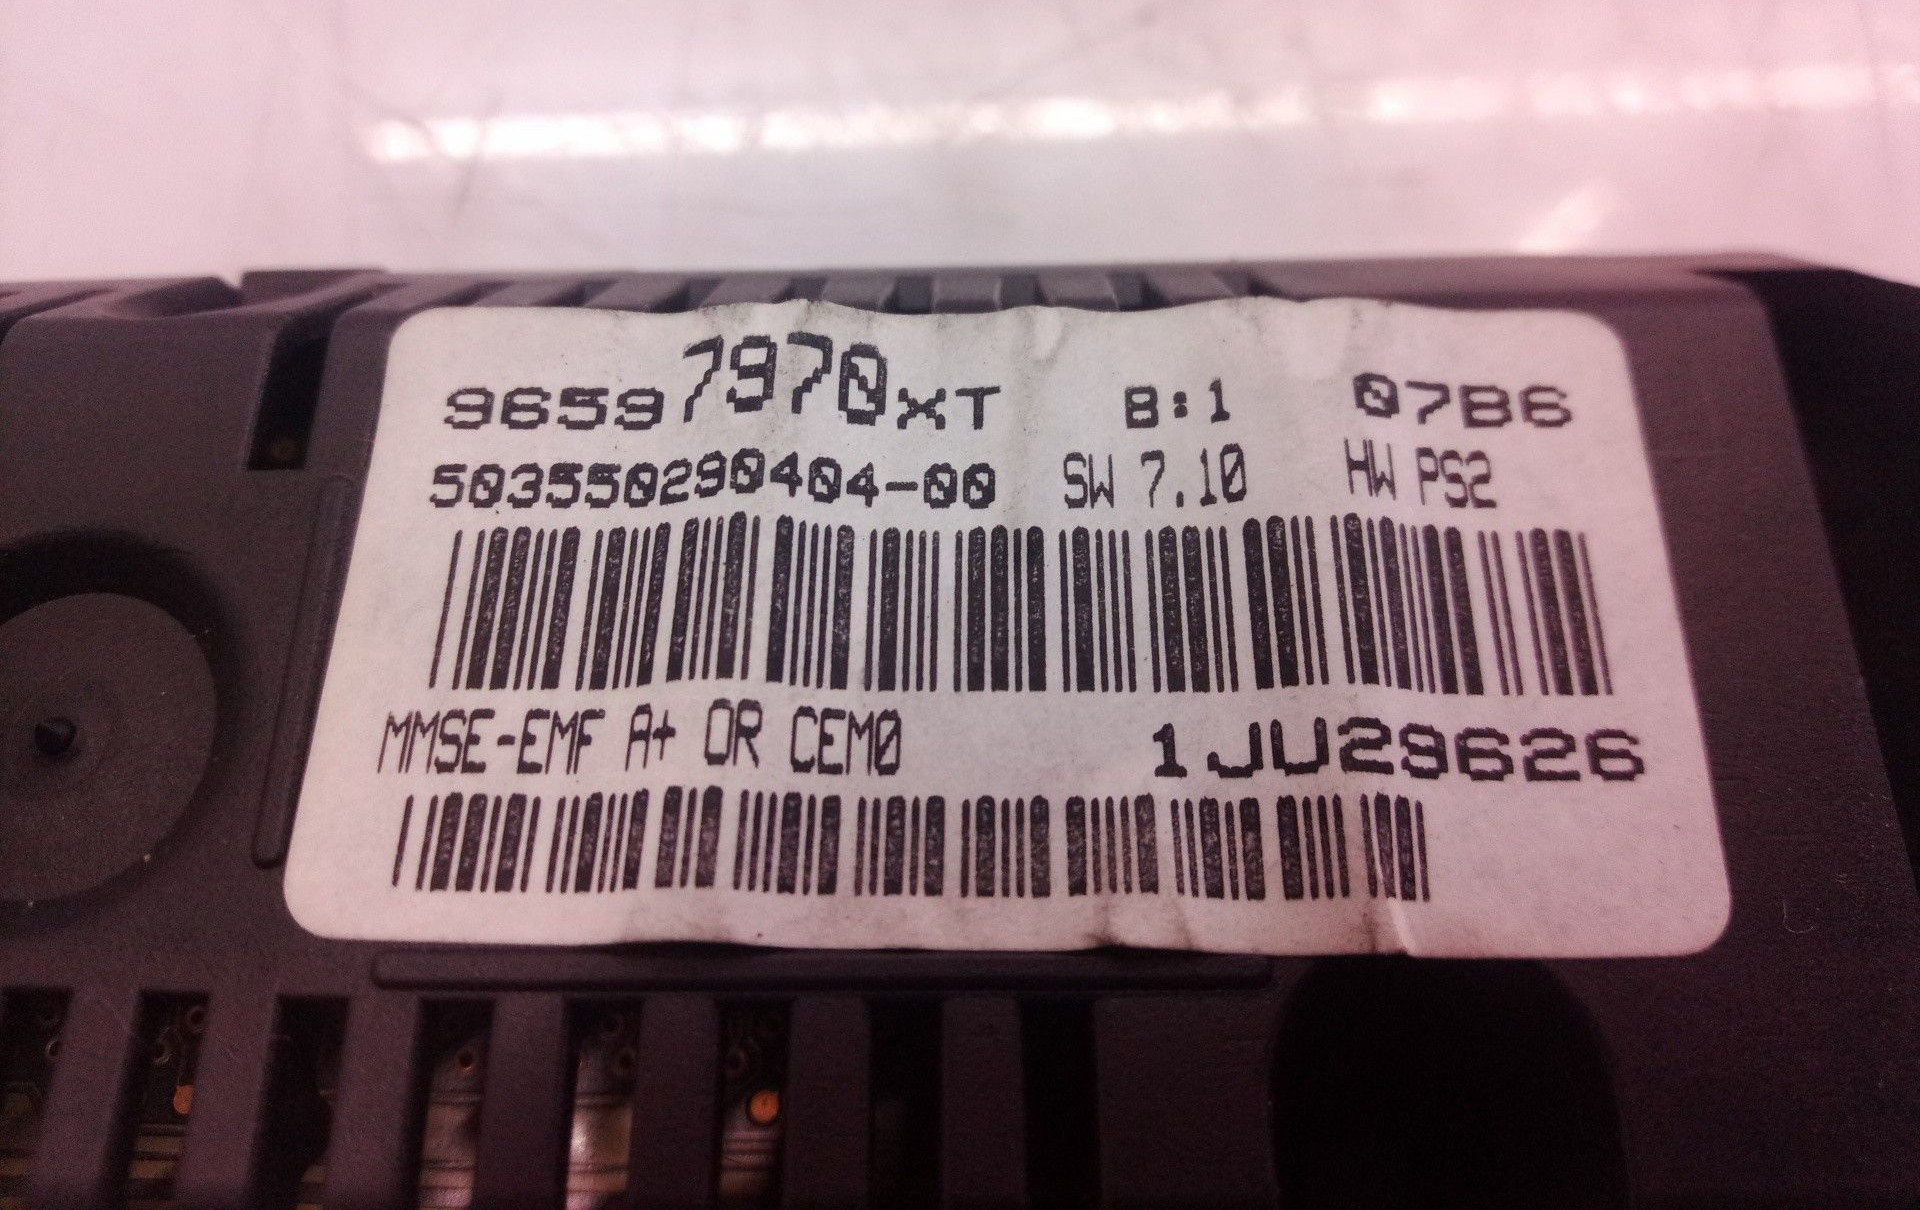 96597970XT B:1 07B6
503550290404-00 SW 7.10 HW PS2
MMSE-EMF A+ OR CEM0 1JU29626